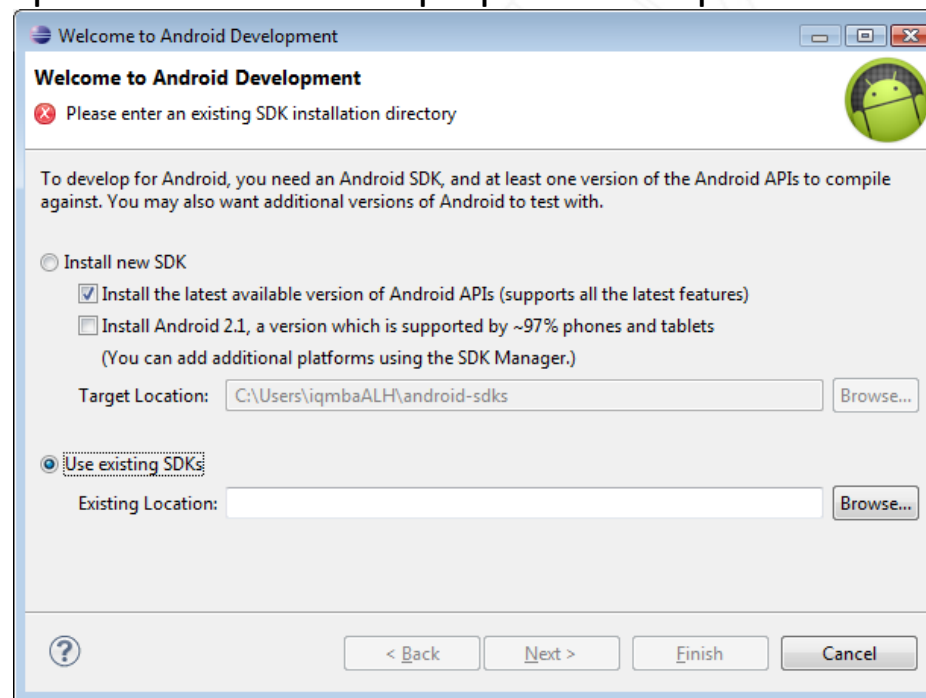 Welcome to Android Development
Welcome to Android Development
Please enter an existing SDK installation directory
To develop for Android, you need an Android SDK, and at least one version of the Android APIs to compile
against. You may also want additional versions of Android to test with.
Install new SDK
Install the latest available version of Android APIs (supports all the latest features)
Install Android 2.1, a version which is supported by ~97% phones and tablets
(You can add additional platforms using the SDK Manager.)
Target Location: C:\Users\iqmbaALH\android-sdks Browse...
Use existing SDKs
Existing Location: Browse...
? < Back Next > Finish Cancel